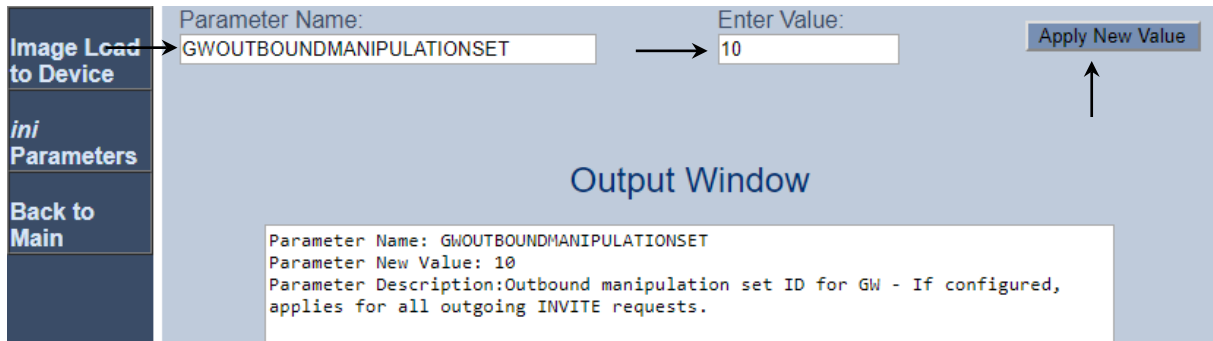 Image Load
to Device
ini
Parameters
Back to
Main
Parameter Name:
GWOUTBOUNDMANIPULATIONSET
Enter Value:
10
Apply New Value
Output Window
Parameter Name: GWOUTBOUNDMANIPULATIONSET
Parameter New Value: 10
Parameter Description:Outbound manipulation set ID for GW - If configured,
applies for all outgoing INVITE requests.